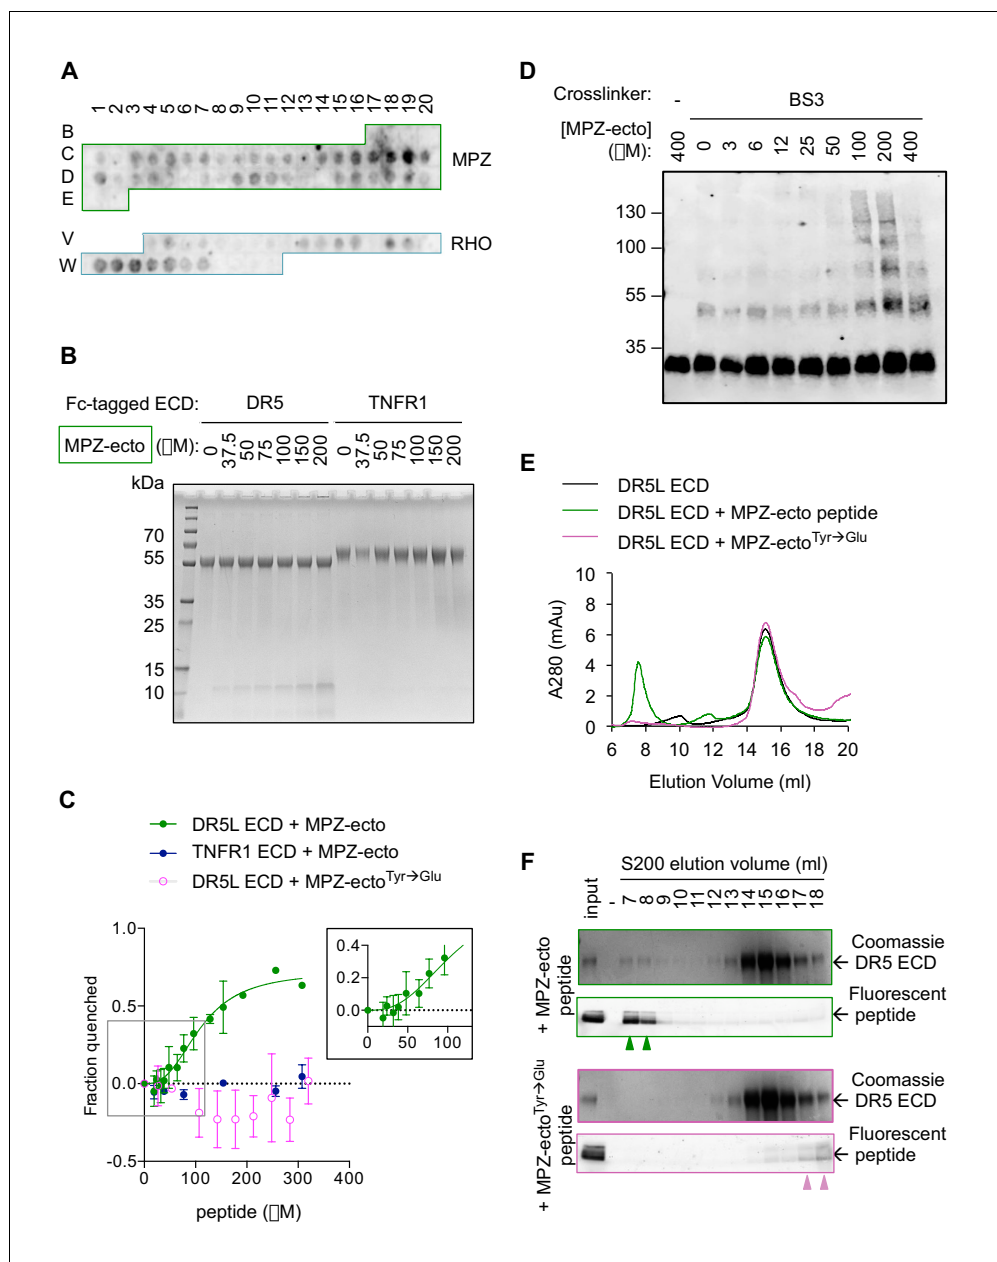 A
1 2 3 4 5 6 7 8 9 10 11 12 13 14 15 16 17 18 19 20
B
C
D
E
MPZ
V
W
RHO
B
Fc-tagged ECD: DR5 TNFR1
MPZ-ecto (▯M): 0 37.5 50 75 100 150 200 0 37.5 50 75 100 150 200
kDa
70
55
35
25
15
10
C
DR5L ECD + MPZ-ecto
TNFR1 ECD + MPZ-ecto
DR5L ECD + MPZ-ecto Tyr→Glu
Fraction quenched
1.0
0.5
0.0
-0.5
0 100 200 300 400
peptide (▯M)
0.4
0.2
0.0
0 50 100
D
Crosslinker: - BS3
[MPZ-ecto]
(▯M): 400 0 3 6 12 25 50 100 200 400
130
100
55
35
E
DR5L ECD
DR5L ECD + MPZ-ecto peptide
DR5L ECD + MPZ-ecto Tyr→Glu
A280 (mAu)
10
8
6
4
2
0
6 8 10 12 14 16 18 20
Elution Volume (ml)
F
S200 elution volume (ml)
input - 7 8 9 10 11 12 13 14 15 16 17 18
+ MPZ-ecto
peptide
Coomassie
← DR5 ECD
Fluorescent
← peptide
+ MPZ-ecto Tyr→Glu
peptide
Coomassie
← DR5 ECD
Fluorescent
← peptide